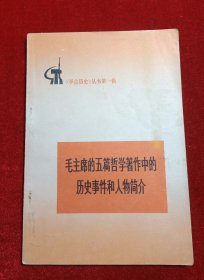 《学点历史》丛书第一辑
毛主席的五篇哲学著作中的
历史事件和人物简介